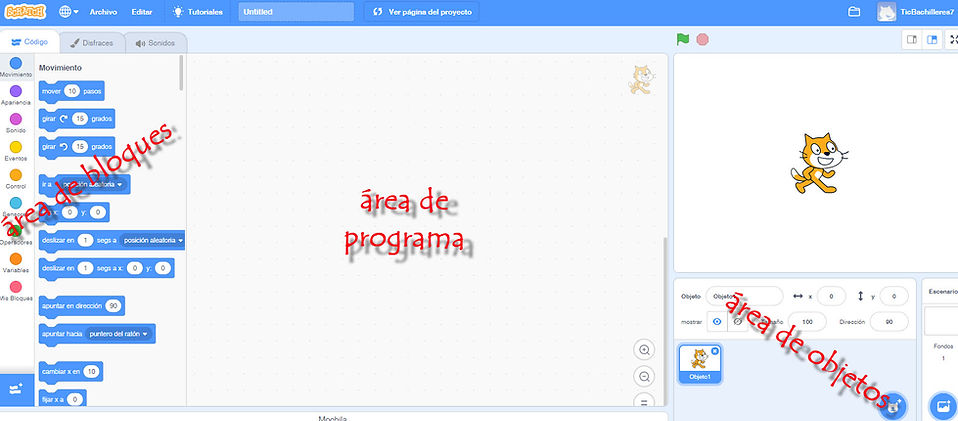 SCRATCH
Archivo
Editar
Tutoriales
Untitled
Ver página del proyecto
TicBachilleres7
Código
Disfraces
Sonidos
Movimiento
Apariencia
Sonido
Eventos
Control
Sensores
Operadores
Variables
Mis Bloques
Movimiento
mover 10 pasos
girar 15 grados
girar 15 grados
ir a posición aleatoria
x: 0 y: 0
deslizar en 1 segs a posición aleatoria
deslizar en 1 segs a x: 0 y: 0
apuntar en dirección 90
apuntar hacia puntero del ratón
cambiar x en 10
fijar x a 0
área de bloques
área de
programa
Mochila
Objeto Objeto1 x 0 y 0
mostrar Tamaño 100 Dirección 90
Objeto1
área de objetos
Escenario
Fondos
1